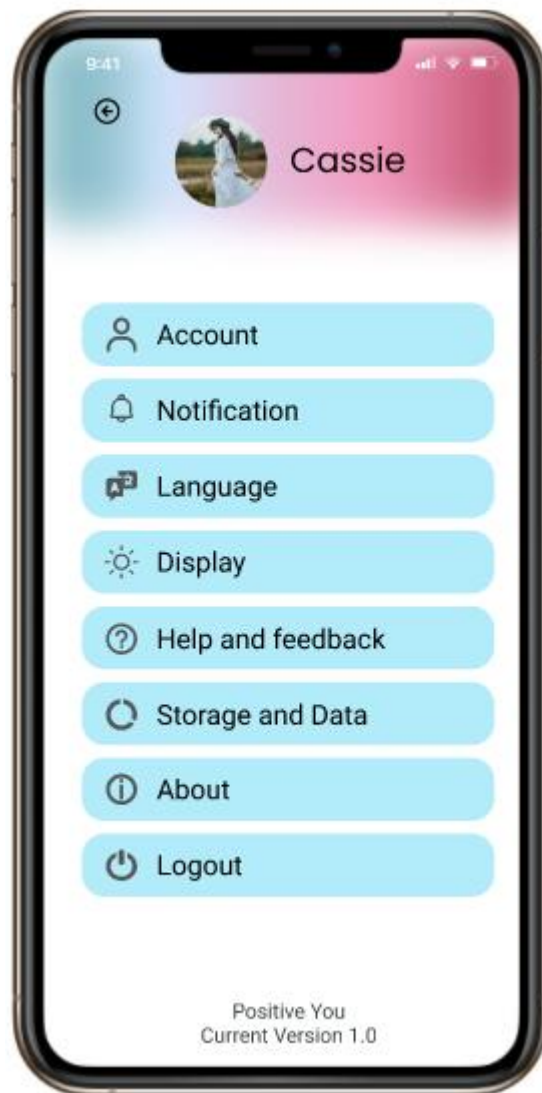 9:41
Cassie
Account
Notification
Language
Display
Help and feedback
Storage and Data
About
Logout
Positive You
Current Version 1.0